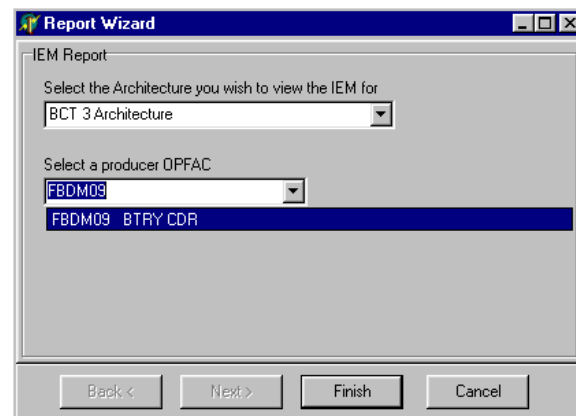 Report Wizard
IEM Report
Select the Architecture you wish to view the IEM for
BCT 3 Architecture
Select a producer OPFAC
FBDM09
FBDM09 BTRY CDR
Back < Next > Finish Cancel